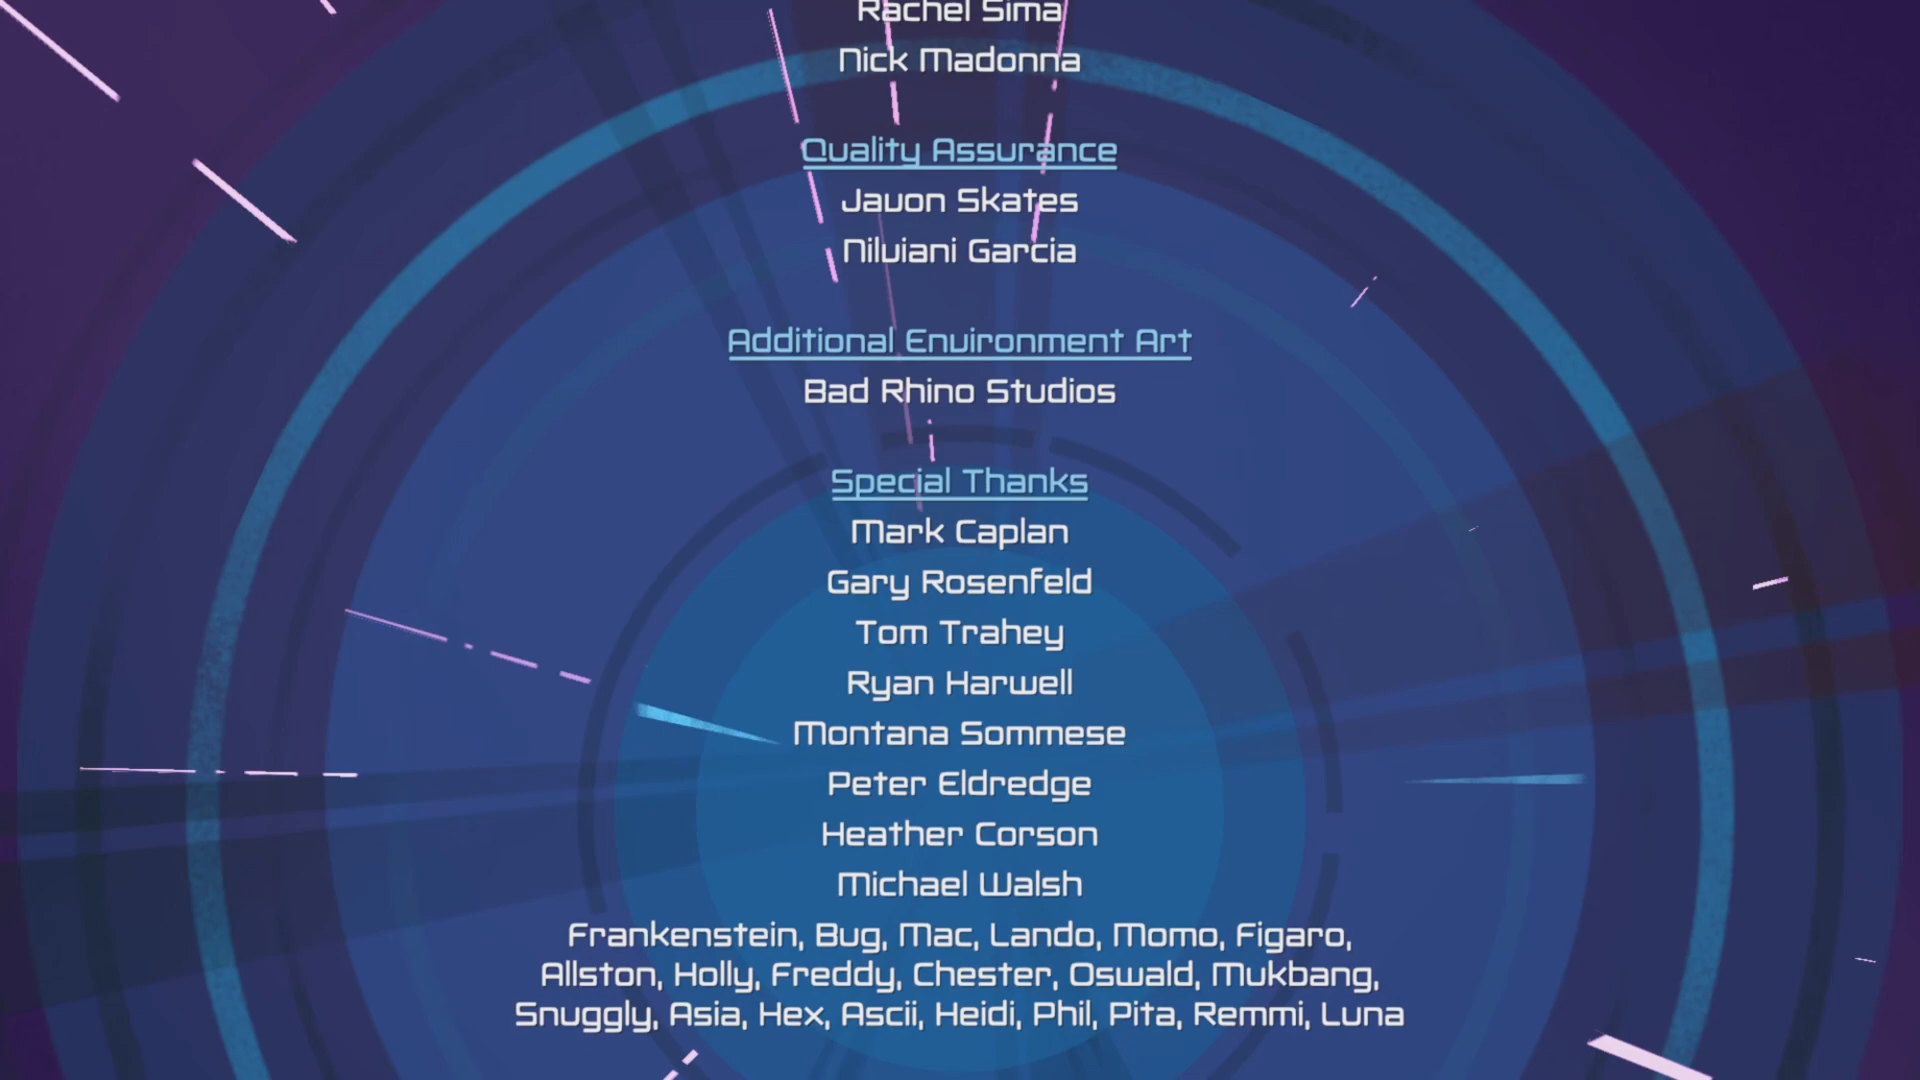 Rachel Sima
Nick Madonna
Quality Assurance
Javon Skates
Nilviani Garcia
Additional Environment Art
Bad Rhino Studios
Special Thanks
Mark Caplan
Gary Rosenfeld
Tom Trahey
Ryan Harwell
Montana Sommese
Peter Eldredge
Heather Corson
Michael Walsh
Frankenstein, Bug, Mac, Lando, Momo, Figaro,
Allston, Holly, Freddy, Chester, Oswald, Mukbang,
Snuggly, Asia, Hex, Ascii, Heidi, Phil, Pita, Remmi, Luna